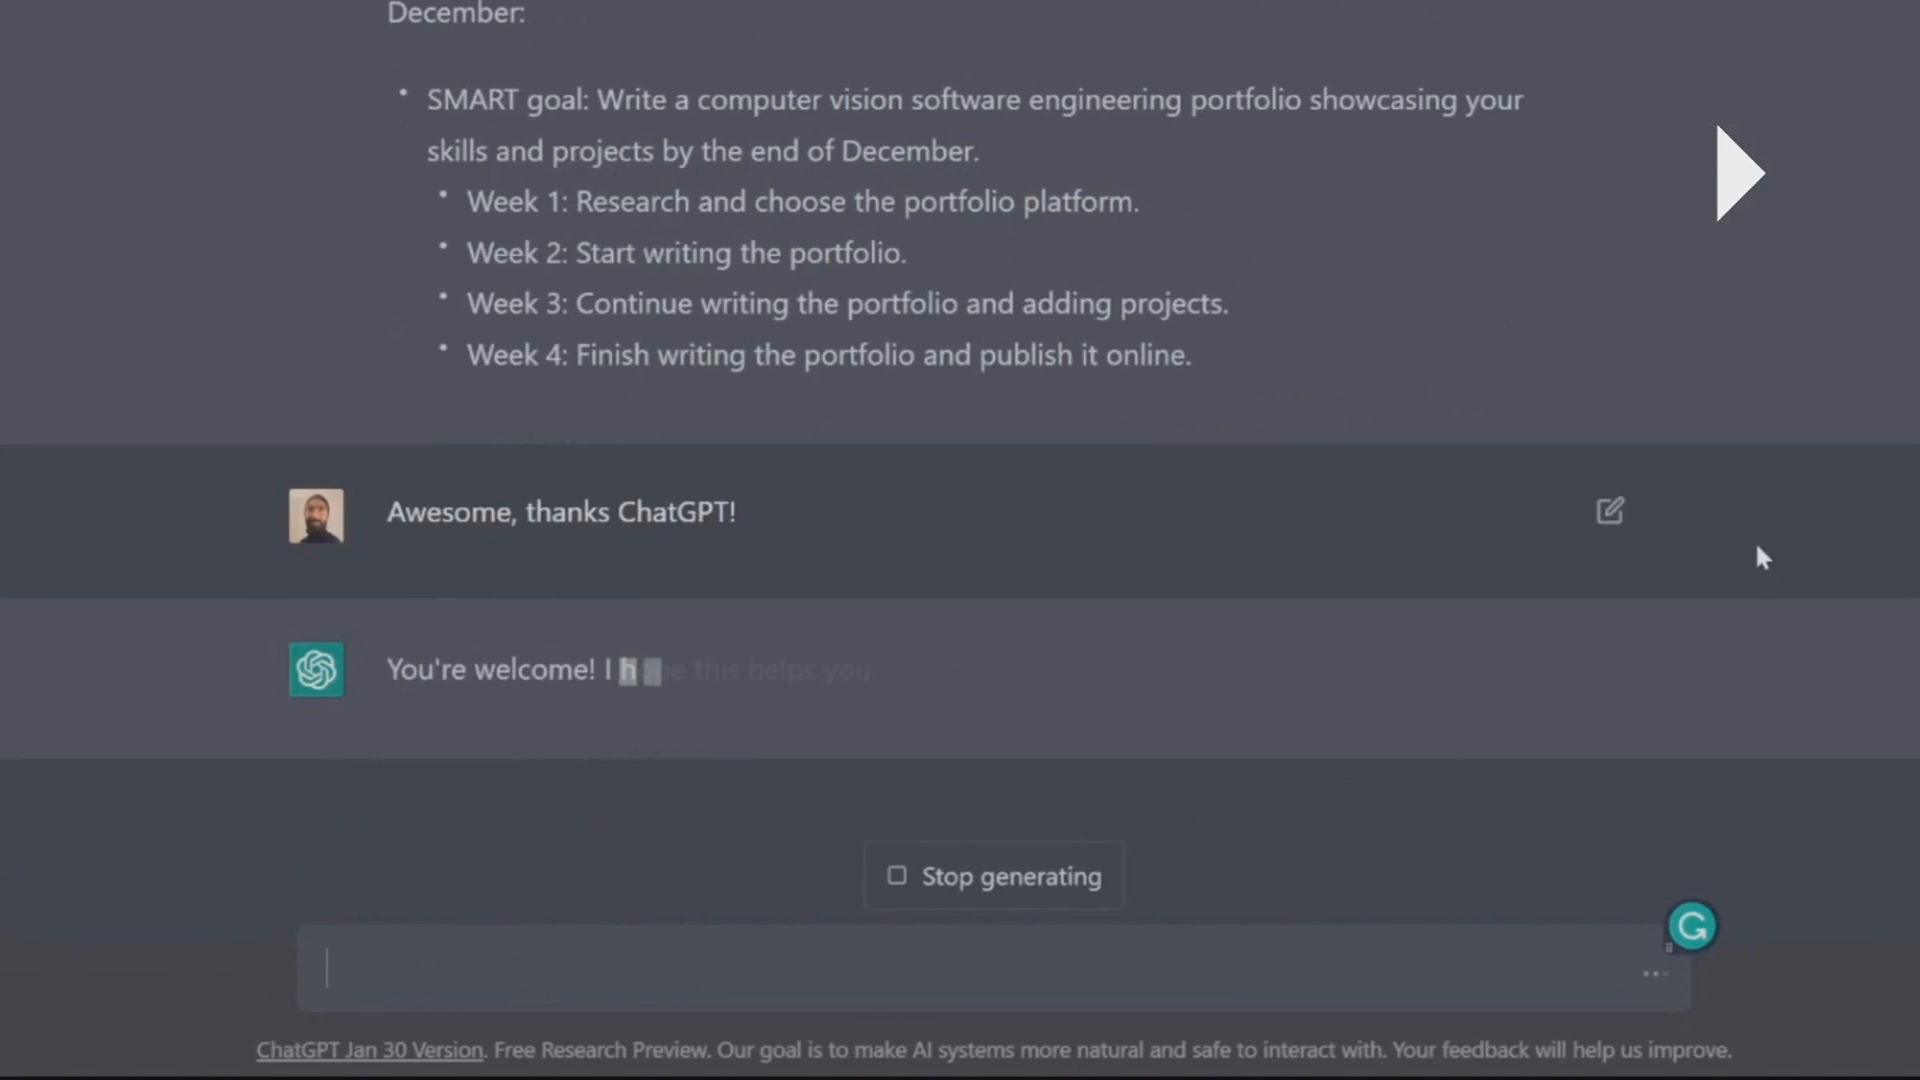 December:
• SMART goal: Write a computer vision software engineering portfolio showcasing your
skills and projects by the end of December.
• Week 1: Research and choose the portfolio platform.
• Week 2: Start writing the portfolio.
• Week 3: Continue writing the portfolio and adding projects.
• Week 4: Finish writing the portfolio and publish it online.
Awesome, thanks ChatGPT!
You're welcome! I hope this helps you
Stop generating
ChatGPT Jan 30 Version. Free Research Preview. Our goal is to make AI systems more natural and safe to interact with. Your feedback will help us improve.